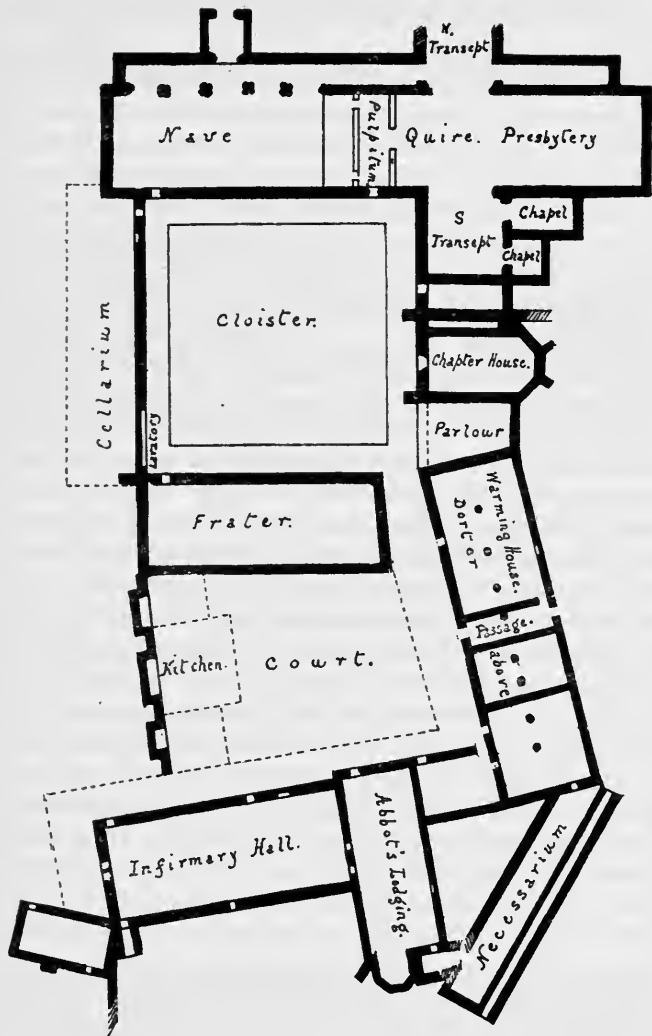 N.
Transept
Nave
Pulpitum
Quire. Presbytery
S
Transept
Chapel
Chapel
Cloister.
Cellarium
Lavatory
Chapter House.
Parlour
Frater.
Warming House.
Dorter
Passage.
above
Kitchen.
Court.
Infirmary Hall.
Abbot's Lodging.
Necessarium